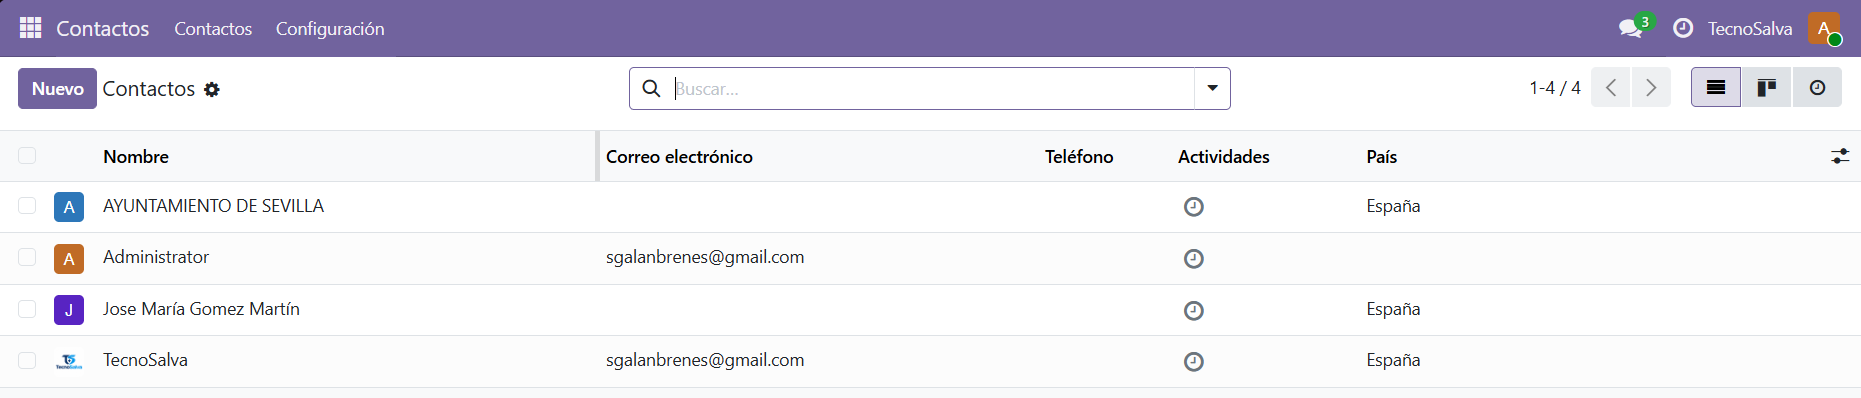 Contactos Contactos Configuración 3 TecnoSalva A
Nuevo Contactos Buscar... 1-4 / 4
Nombre Correo electrónico Teléfono Actividades País
A AYUNTAMIENTO DE SEVILLA España
A Administrator sgalanbrenes@gmail.com
J Jose María Gomez Martín España
TecnoSalva TecnoSalva sgalanbrenes@gmail.com España